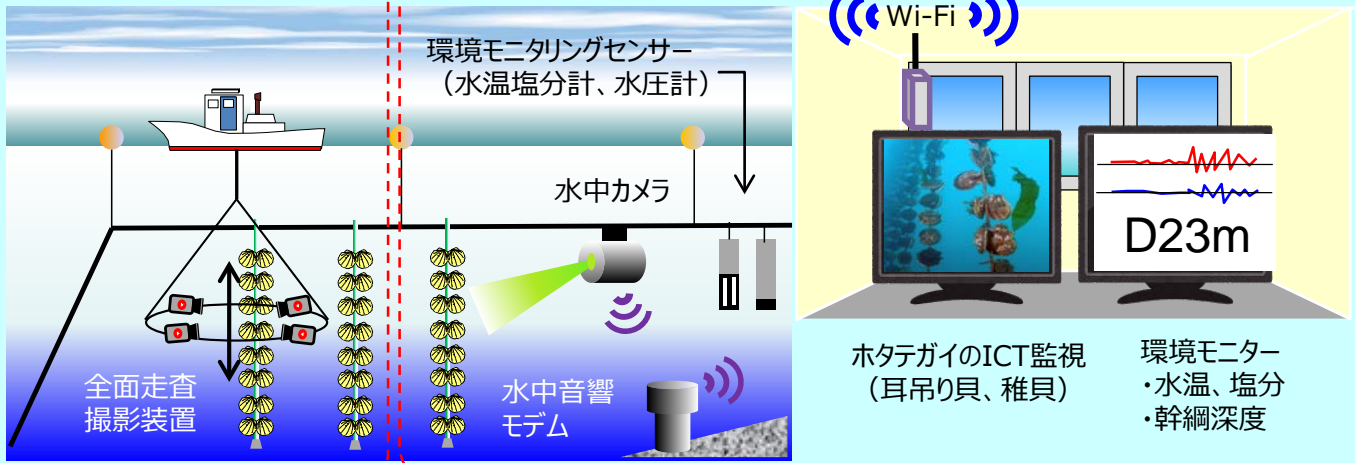 環境モニタリングセンサー
（水温塩分計、水圧計）
水中カメラ
全面走査
撮影装置
水中音響
モデム
Wi-Fi
D23m
ホタテガイのICT監視
（耳吊り貝、稚貝）
環境モニター
・水温、塩分
・幹綱深度